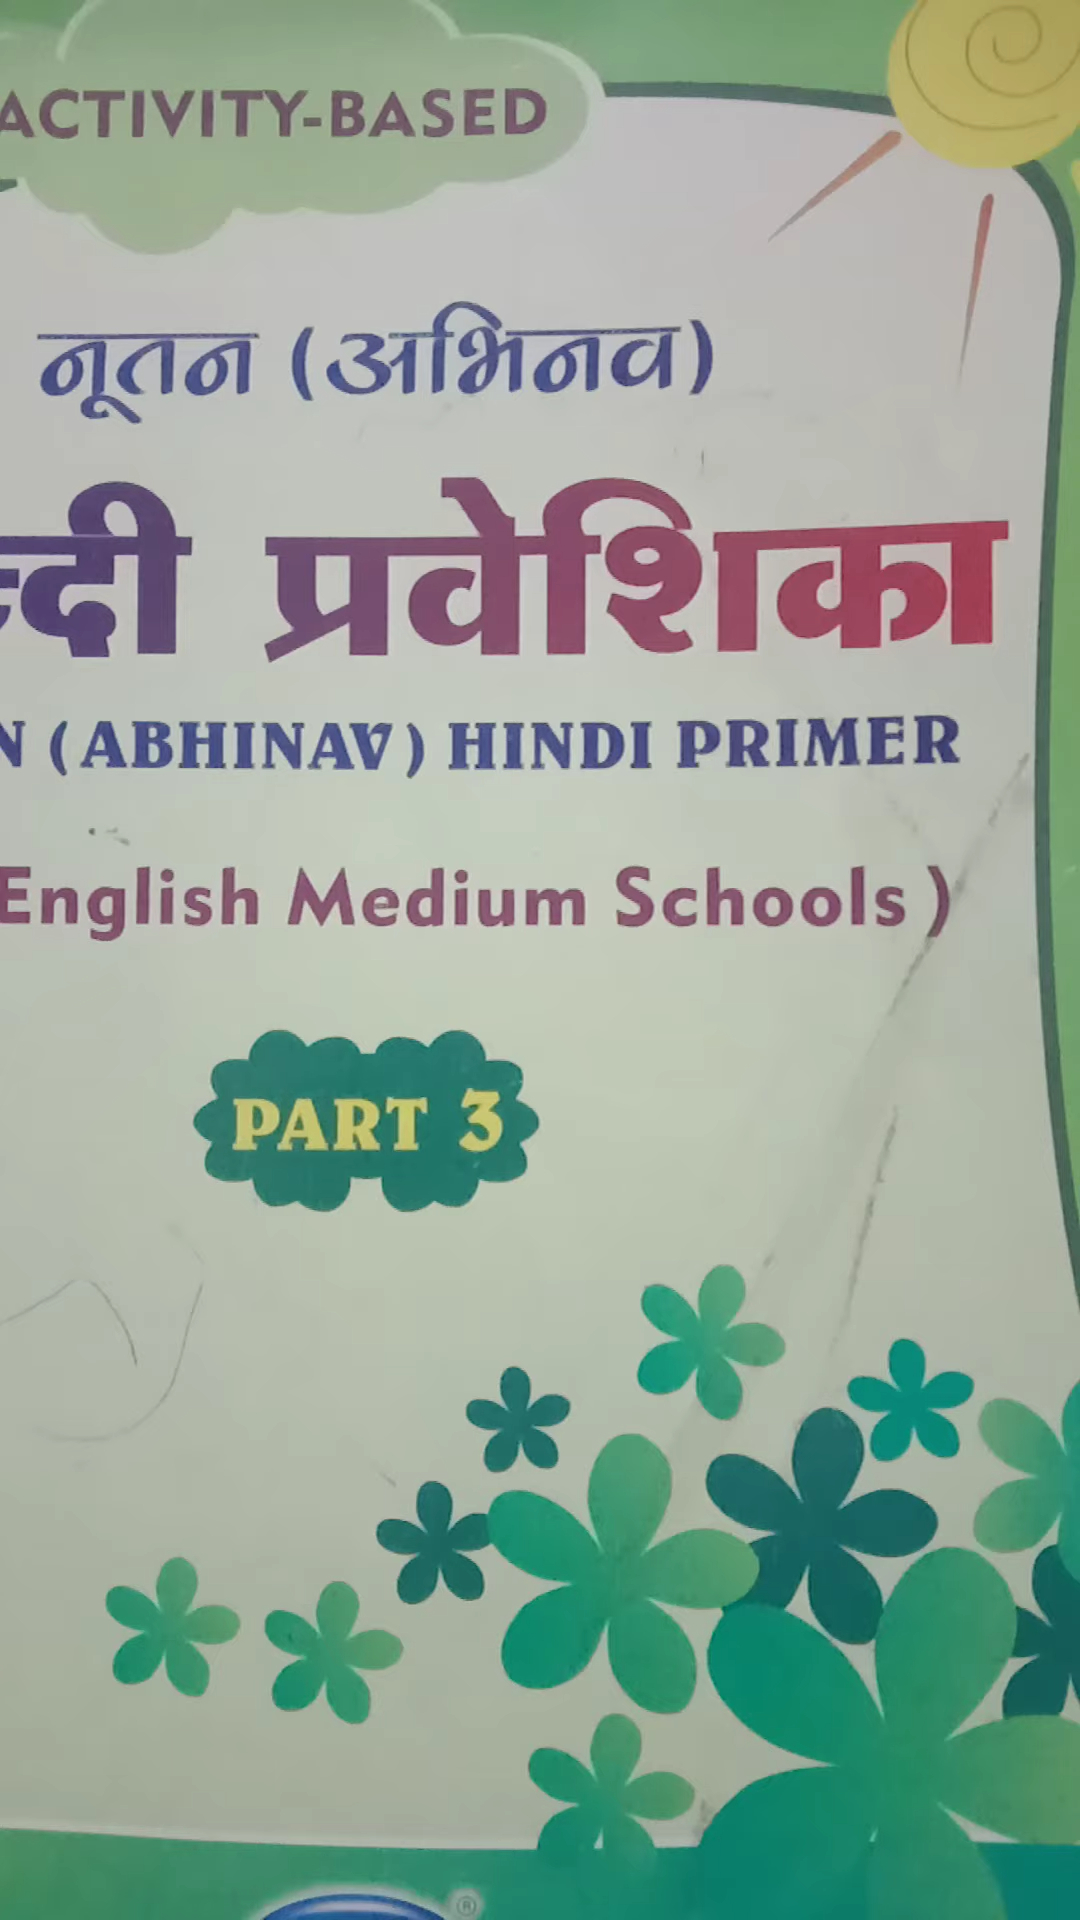 ACTIVITY-BASED
नूतन (अभिनव)
प्रवेशिका
(ABHINAV) HINDI PRIMER
English Medium Schools)
PART 3
®